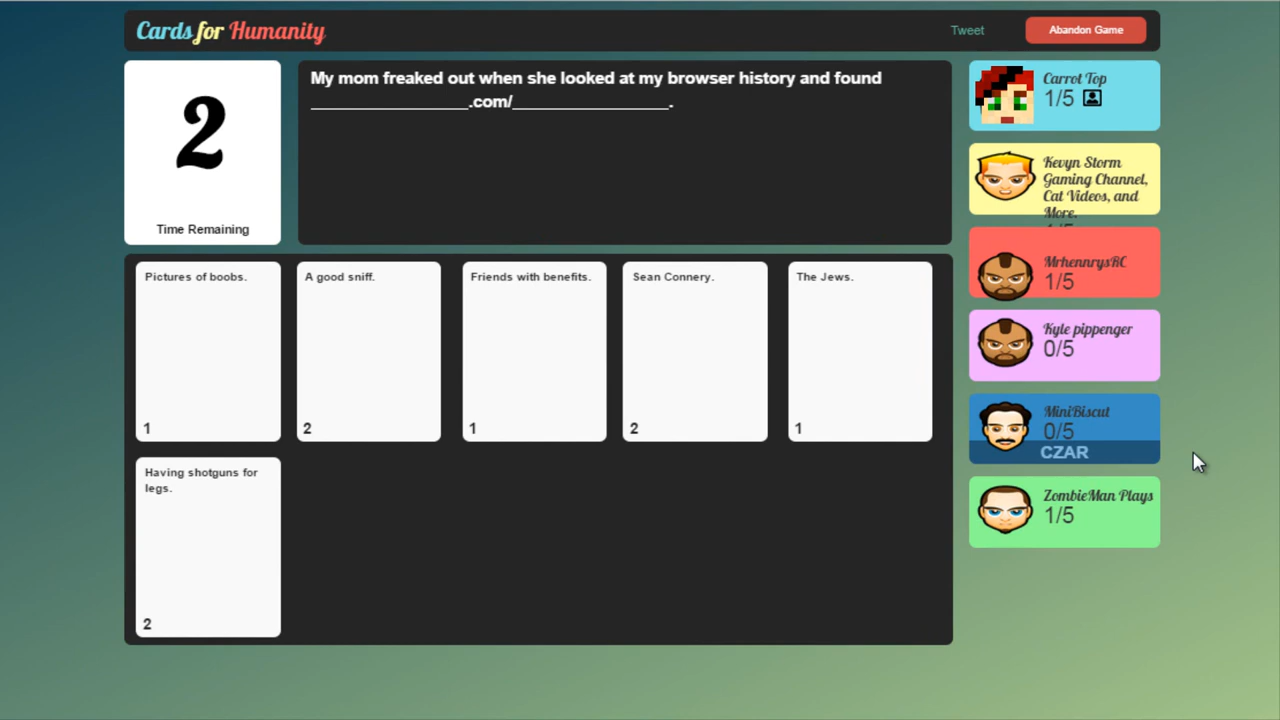 Cards for Humanity
Tweet
Abandon Game
2
Time Remaining
My mom freaked out when she looked at my browser history and found
_________________.com/_________________.
Pictures of boobs.
1
A good sniff.
2
Friends with benefits.
1
Sean Connery.
2
The Jews.
1
Having shotguns for
legs.
2
Carrot Top
1/5
Kevyn Storm
Gaming Channel,
Cat Videos, and
More.
MrhennrysRC
1/5
Kyle pippenger
0/5
MiniBiscut
0/5
CZAR
ZombieMan Plays
1/5